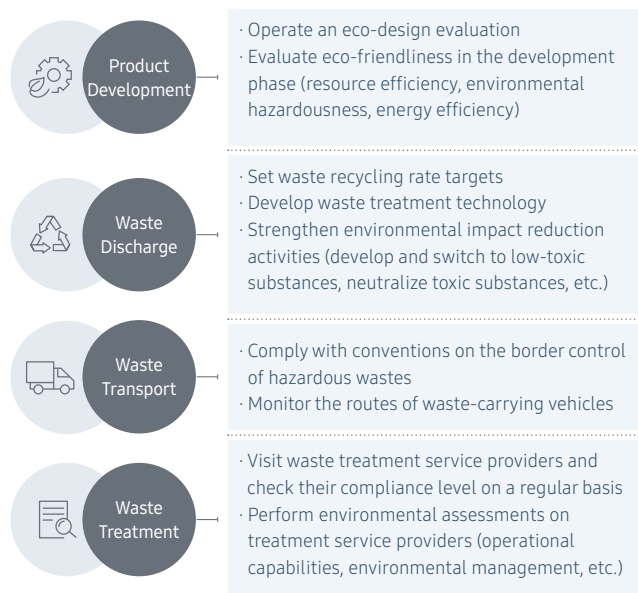 Product
Development
· Operate an eco-design evaluation
· Evaluate eco-friendliness in the development
phase (resource efficiency, environmental
hazardousness, energy efficiency)
Waste
Discharge
· Set waste recycling rate targets
· Develop waste treatment technology
· Strengthen environmental impact reduction
activities (develop and switch to low-toxic
substances, neutralize toxic substances, etc.)
Waste
Transport
· Comply with conventions on the border control
of hazardous wastes
· Monitor the routes of waste-carrying vehicles
Waste
Treatment
· Visit waste treatment service providers and
check their compliance level on a regular basis
· Perform environmental assessments on
treatment service providers (operational
capabilities, environmental management, etc.)